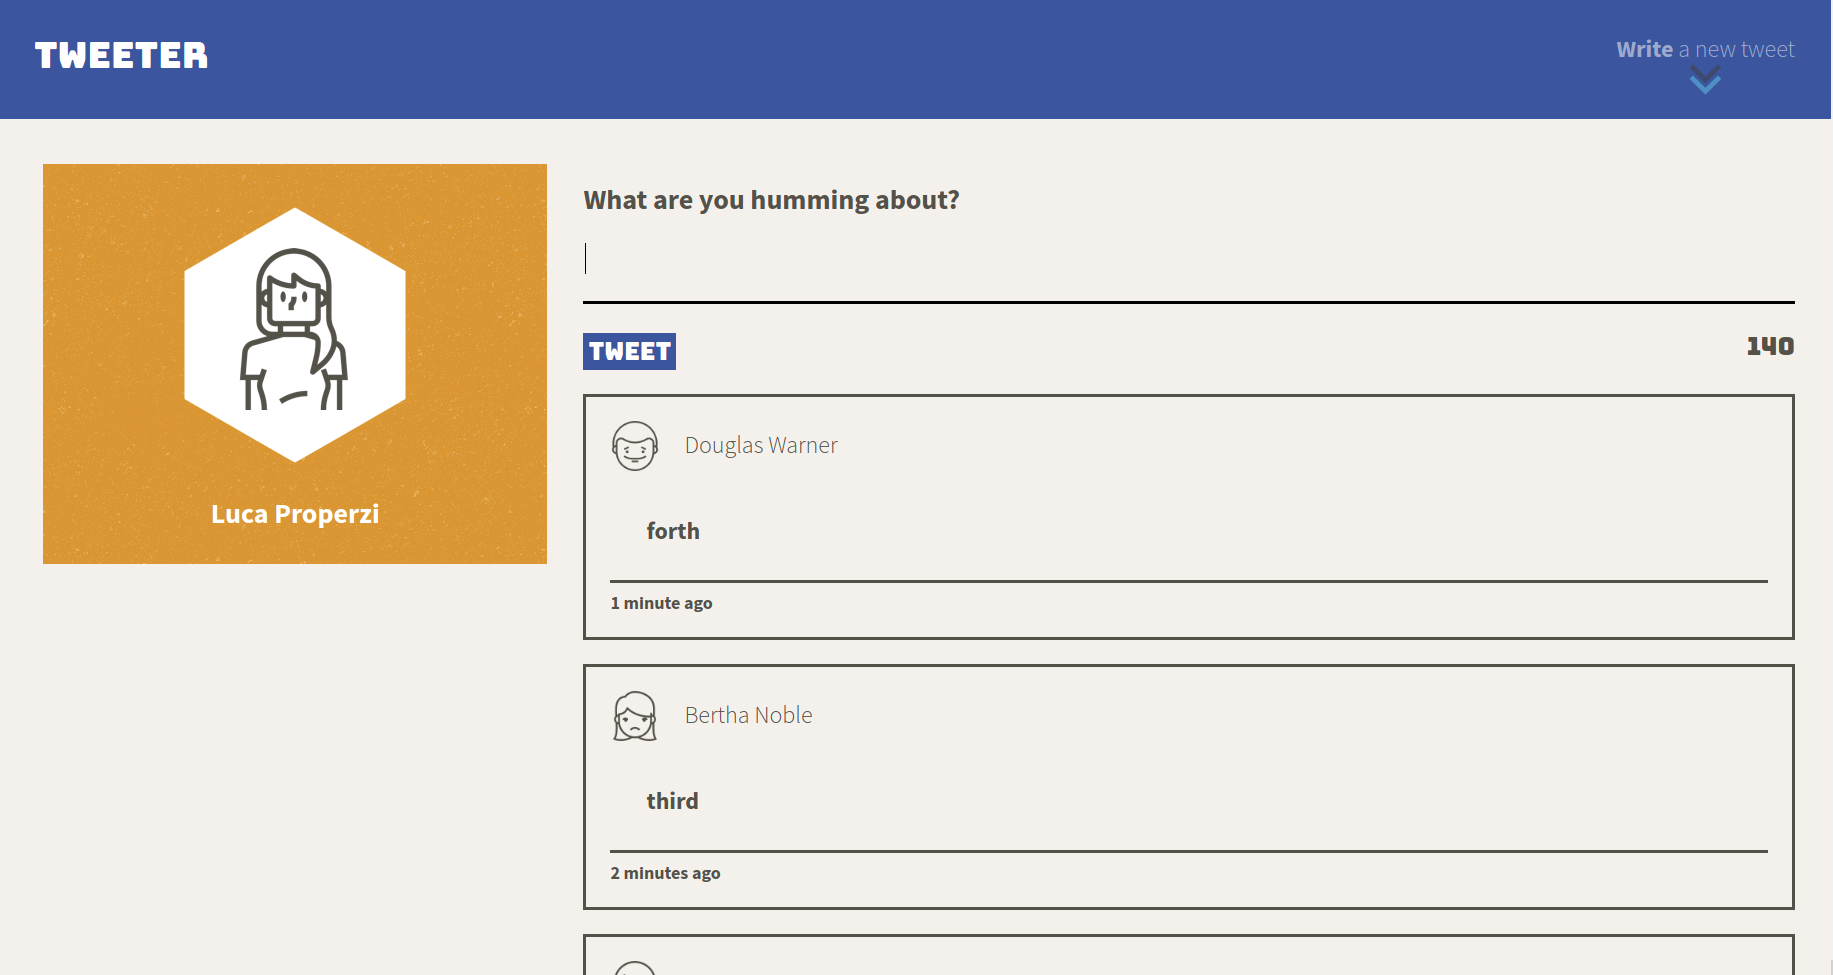 TWEETER
Write a new tweet
Luca Properzi
What are you humming about?
TWEET
140
Douglas Warner
forth
1 minute ago
Bertha Noble
third
2 minutes ago